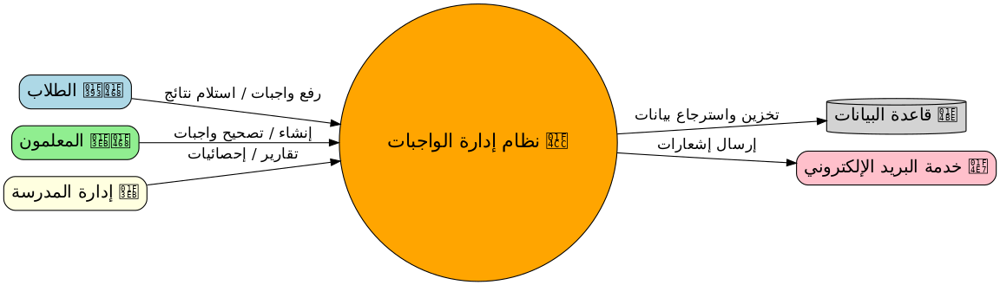 الطلاب
رفع واجبات / استلام نتائج
المعلمون
إنشاء / تصحيح واجبات
إدارة المدرسة
تقارير / إحصائيات
نظام إدارة الواجبات
تخزين واسترجاع بيانات
قاعدة البيانات
إرسال إشعارات
خدمة البريد الإلكتروني